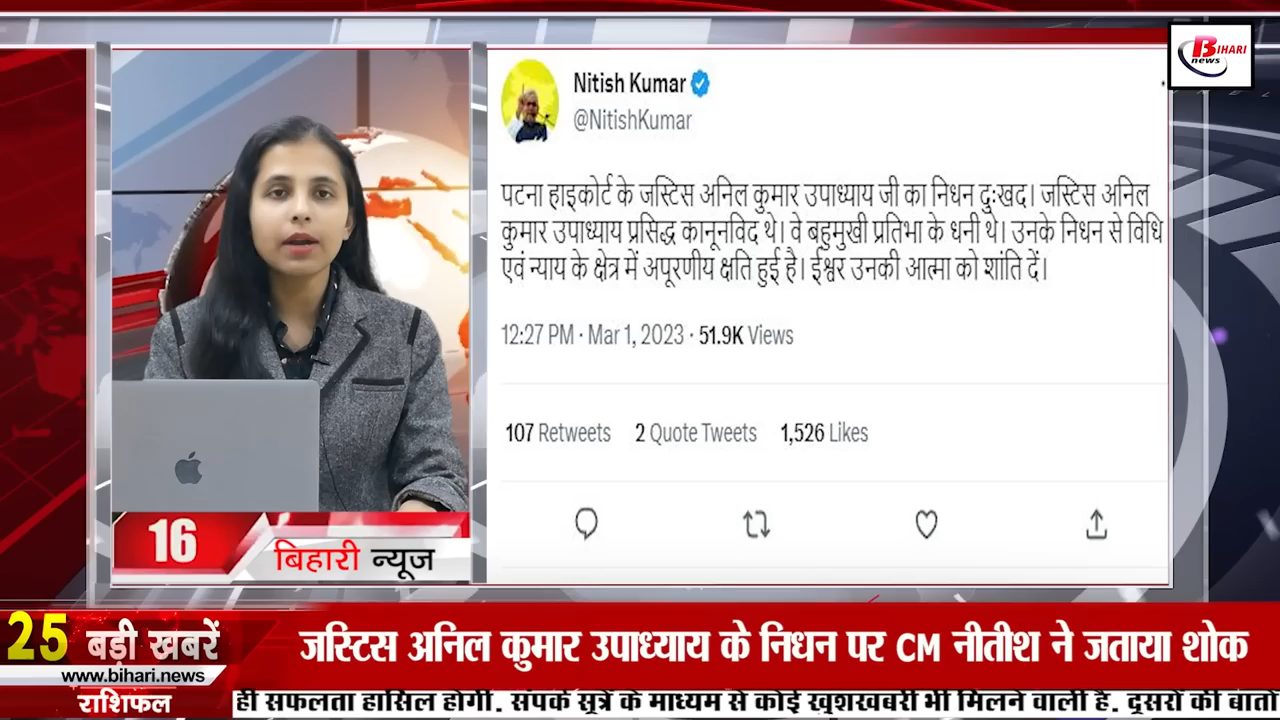 BIHARI
news
Nitish Kumar
@NitishKumar
पटना हाइकोर्ट के जस्टिस अनिल कुमार उपाध्याय जी का निधन दुःखद। जस्टिस अनिल
कुमार उपाध्याय प्रसिद्ध कानूनविद थे। वे बहुमुखी प्रतिभा के धनी थे। उनके निधन से विधि
एवं न्याय के क्षेत्र में अपूरणीय क्षति हुई है। ईश्वर उनकी आत्मा को शांति दें।
12:27 PM · Mar 1, 2023 · 51.9K Views
107 Retweets 2 Quote Tweets 1,526 Likes
16
बिहारी न्यूज
25 बड़ी खबरें
www.bihari.news
जस्टिस अनिल कुमार उपाध्याय के निधन पर CM नीतीश ने जताया शोक
राशिफल
ही सफलता हासिल होगी. संपर्क सूत्रें के माध्यम से कोई खुशखबरी भी मिलने वाली है. दूसरों की बातों